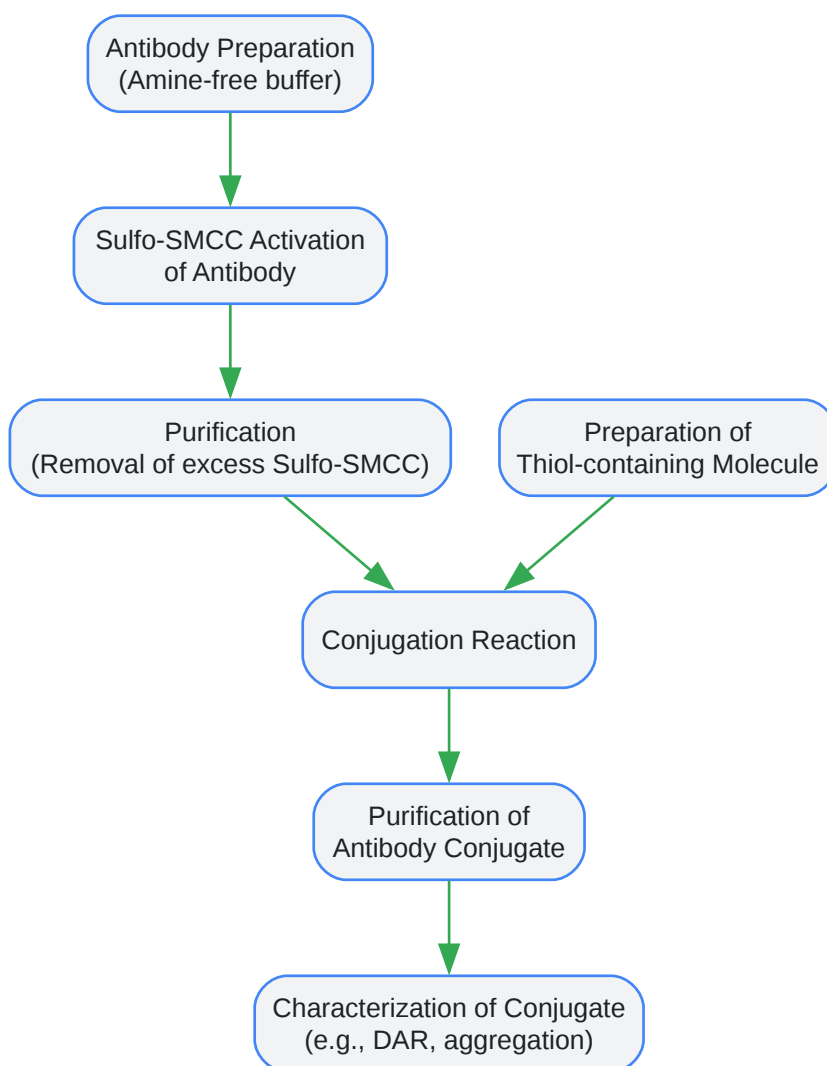 Antibody Preparation
(Amine-free buffer)
Sulfo-SMCC Activation
of Antibody
Purification
(Removal of excess Sulfo-SMCC)
Preparation of
Thiol-containing Molecule
Conjugation Reaction
Purification of
Antibody Conjugate
Characterization of Conjugate
(e.g., DAR, aggregation)